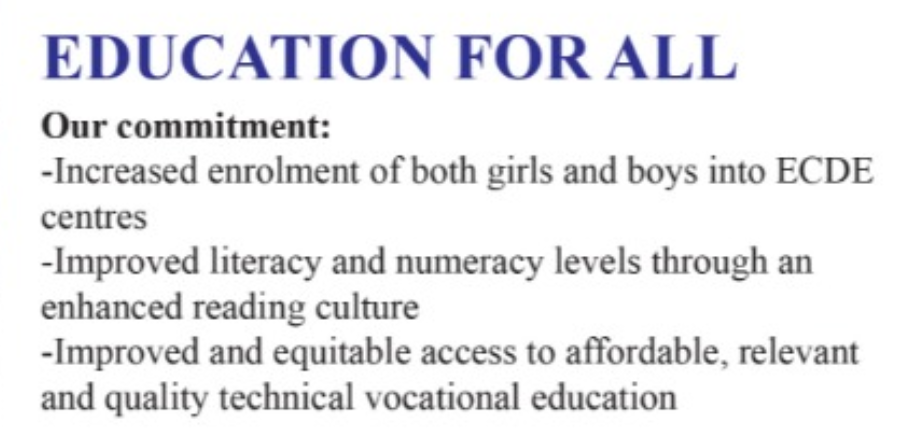 EDUCATION FOR ALL
Our commitment:
-Increased enrolment of both girls and boys into ECDE
centres
-Improved literacy and numeracy levels through an
enhanced reading culture
-Improved and equitable access to affordable, relevant
and quality technical vocational education